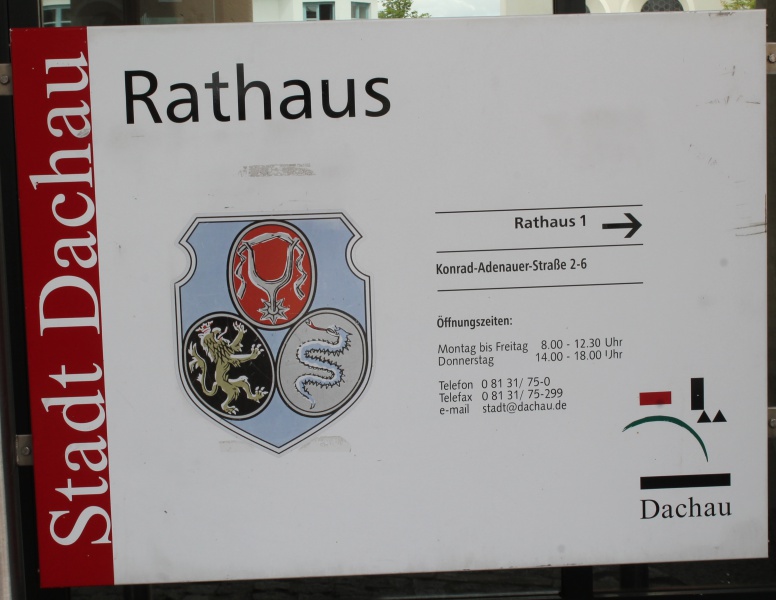 Stadt Dachau
Rathaus
Rathaus 1
Konrad-Adenauer-Straße 2-6
Öffnungszeiten:
Montag bis Freitag 8.00 - 12.30 Uhr
Donnerstag 14.00 - 18.00 Uhr
Telefon 0 81 31/ 75-0
Telefax 0 81 31/ 75-299
e-mail stadt@dachau.de
Dachau